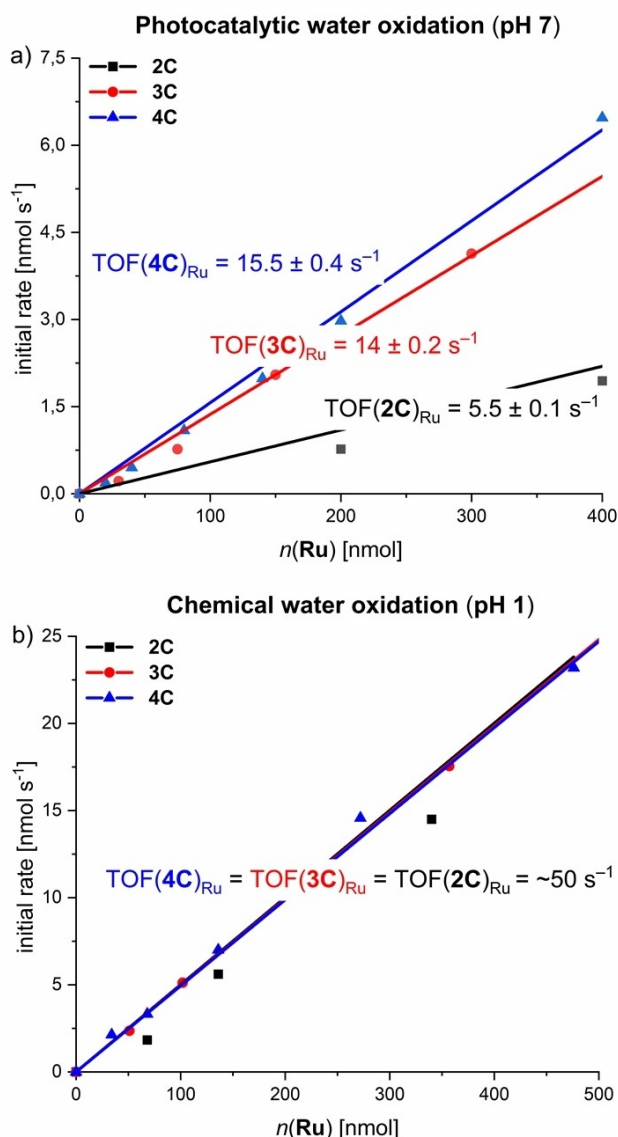 Photocatalytic water oxidation (pH 7)
a)
2C
3C
4C
7,5
6,0
4,5
3,0
1,5
0,0
initial rate [nmol s⁻¹]
TOF(4C)Ru = 15.5 ± 0.4 s⁻¹
TOF(3C)Ru = 14 ± 0.2 s⁻¹
TOF(2C)Ru = 5.5 ± 0.1 s⁻¹
0 100 200 300 400
n(Ru) [nmol]
Chemical water oxidation (pH 1)
b)
2C
3C
4C
25
20
15
10
5
0
initial rate [nmol s⁻¹]
TOF(4C)Ru = TOF(3C)Ru = TOF(2C)Ru = ~50 s⁻¹
0 100 200 300 400 500
n(Ru) [nmol]